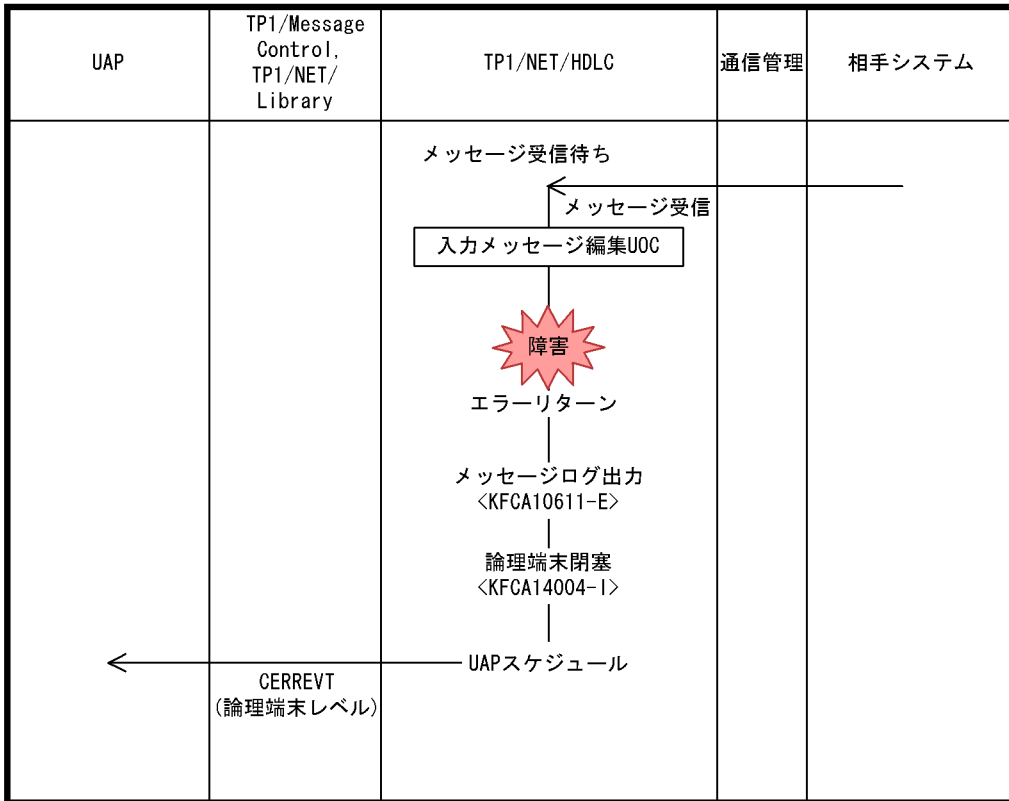 UAP
TP1/Message
Control,
TP1/NET/
Library
TP1/NET/HDLC
通信管理
相手システム
メッセージ受信待ち
メッセージ受信
入力メッセージ編集UOC
障害
エラーリターン
メッセージログ出力
<KFCA10611-E>
論理端末閉塞
<KFCA14004-I>
UAPスケジュール
CERREVT
(論理端末レベル)